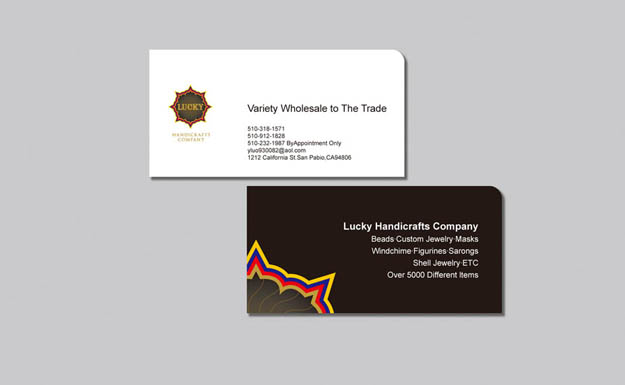 LUCKY
HANDICRAFTS
COMPANY
Variety Wholesale to The Trade
510-318-1571
510-912-1828
510-232-1987 ByAppointment Only
yluo930082@aol.com
1212 California St.San Pablo,CA94806
Lucky Handicrafts Company
Beads·Custom Jewelry·Masks
Windchime·Figurines·Sarongs
Shell Jewelry·ETC
Over 5000 Different Items